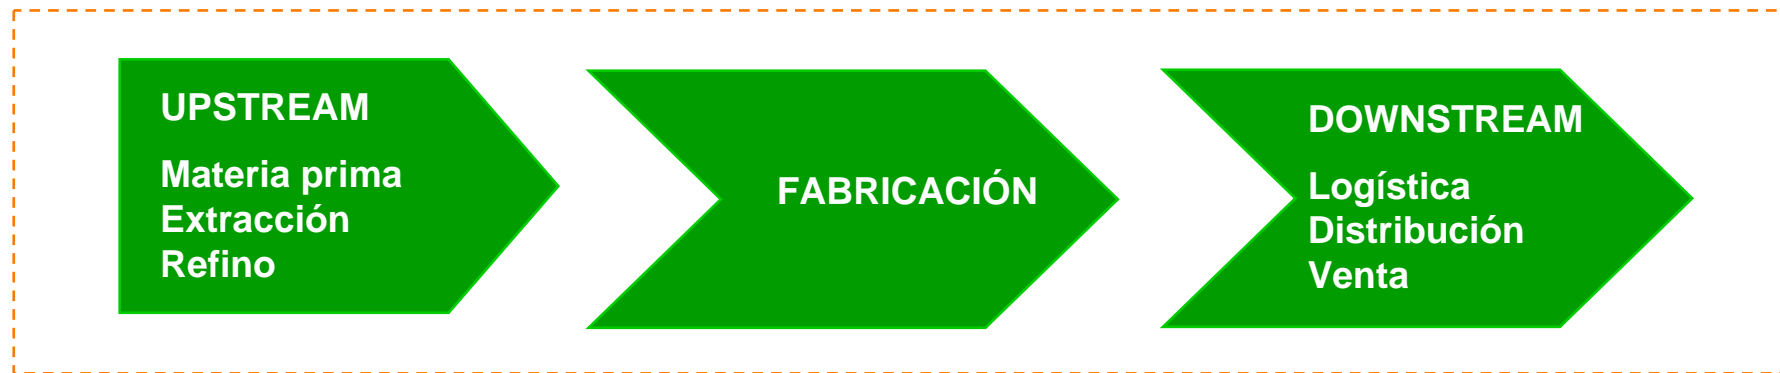 UPSTREAM
Materia prima
Extracción
Refino
FABRICACIÓN
DOWNSTREAM
Logística
Distribución
Venta